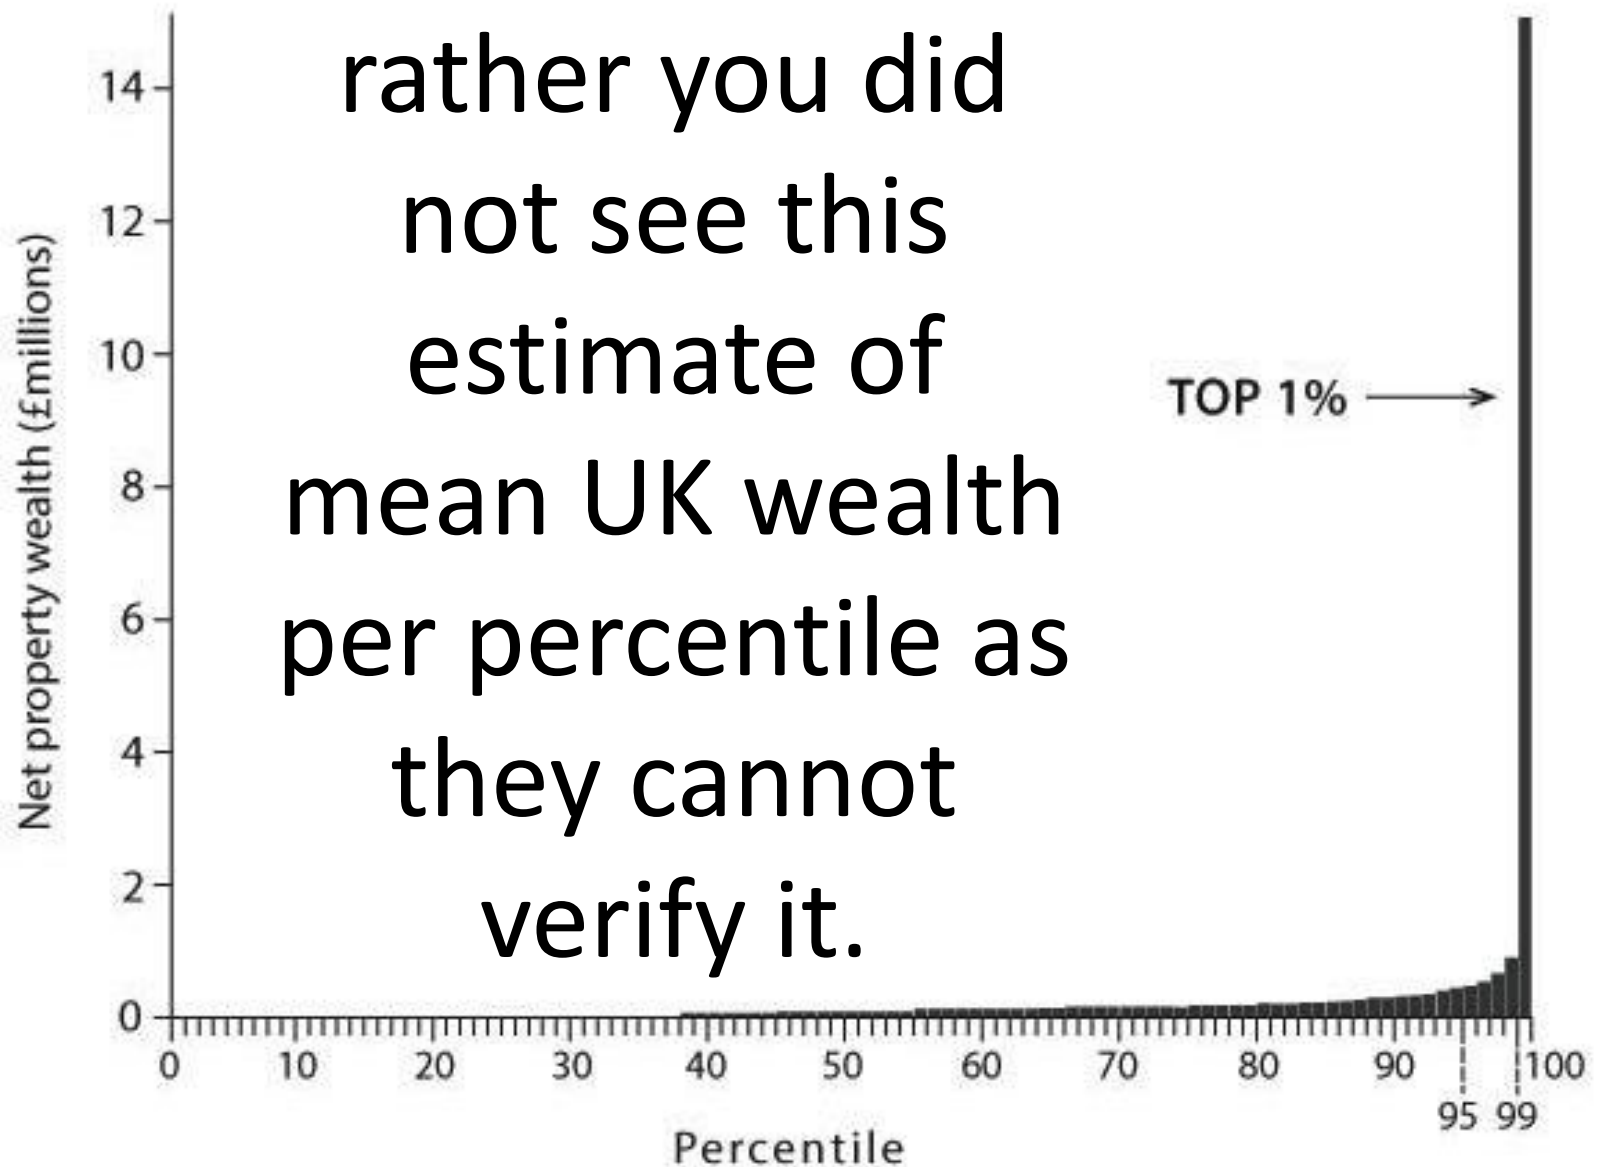 rather you did
not see this
estimate of
mean UK wealth
per percentile as
they cannot
verify it.
TOP 1%
Net property wealth (£millions)
14
12
10
8
6
4
2
0
0 10 20 30 40 50 60 70 80 90 100
95 99
Percentile